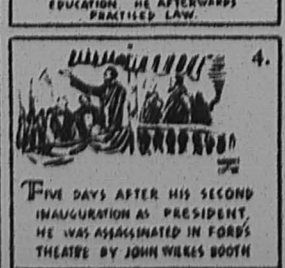 EDUCATION. HE AFTERWARDS
PRACTISED LAW.
4.
FIVE DAYS AFTER HIS SECOND
INAUGURATION AS PRESIDENT,
HE WAS ASSASSINATED IN FORD'S
THEATRE BY JOHN WILKES BOOTH